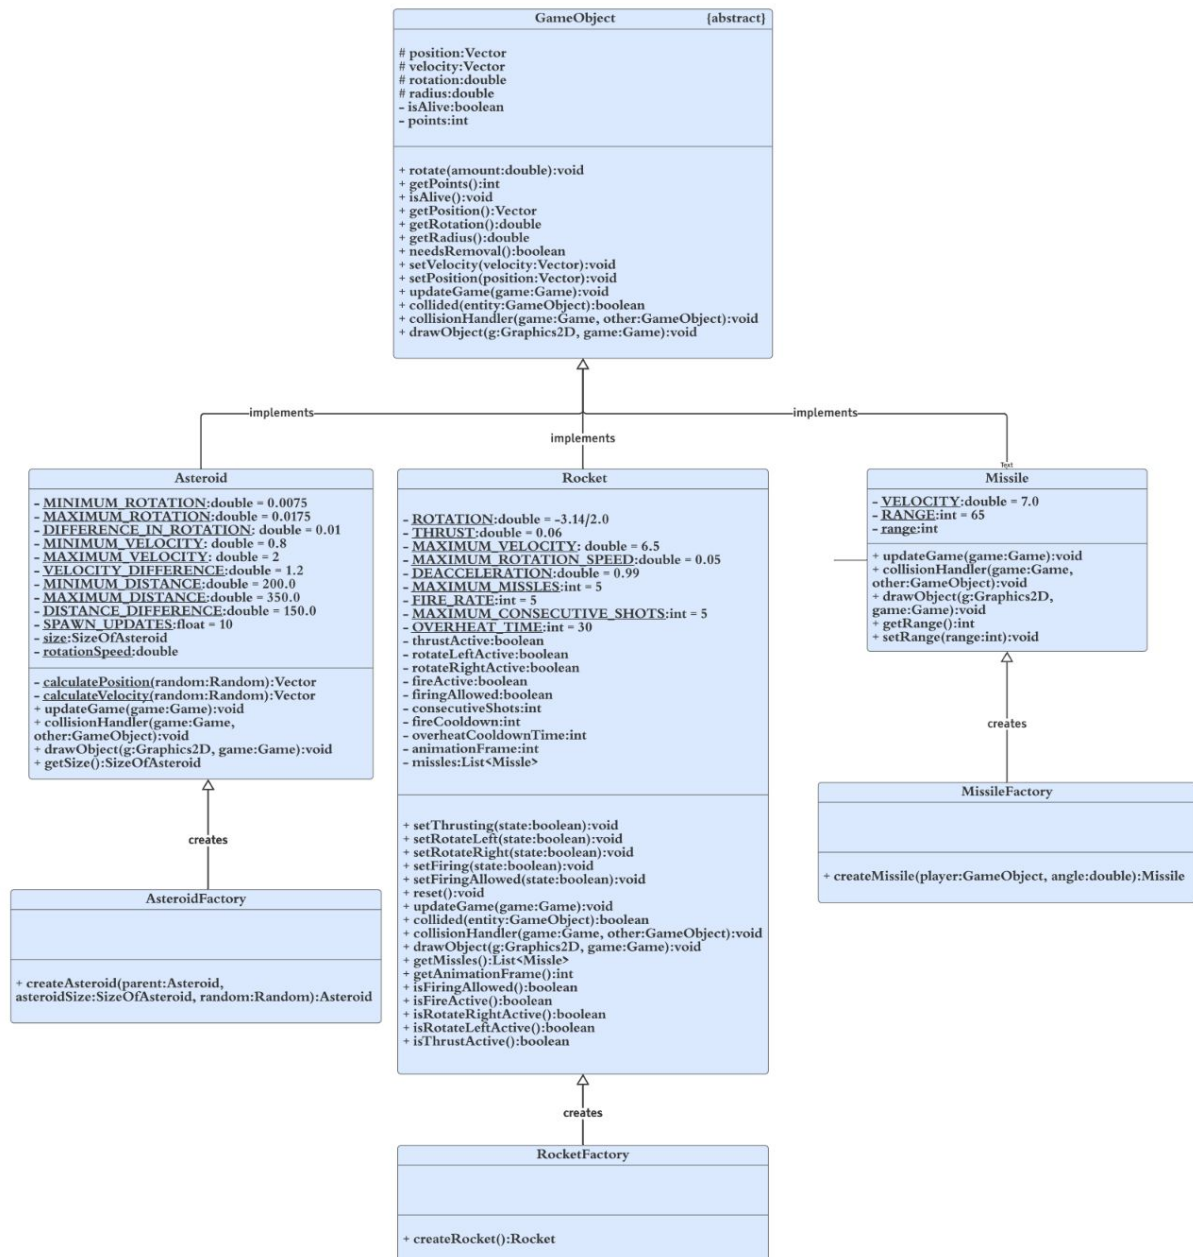 GameObject {abstract}
# position:Vector
# velocity:Vector
# rotation:double
# radius:double
- isAlive:boolean
- points:int
+ rotate(amount:double):void
+ getPoints():int
+ isAlive():void
+ getPosition():Vector
+ getRotation():double
+ getRadius():double
+ needsRemoval():boolean
+ setVelocity(velocity:Vector):void
+ setPosition(position:Vector):void
+ updateGame(game:Game):void
+ collided(entity:GameObject):boolean
+ collisionHandler(game:Game, other:GameObject):void
+ drawObject(g:Graphics2D, game:Game):void
implements
implements
implements
Asteroid
- MINIMUM_ROTATION:double = 0.0075
- MAXIMUM_ROTATION:double = 0.0175
- DIFFERENCE_IN_ROTATION: double = 0.01
- MINIMUM_VELOCITY: double = 0.8
- MAXIMUM_VELOCITY: double = 2
- VELOCITY_DIFFERENCE:double = 1.2
- MINIMUM_DISTANCE:double = 200.0
- MAXIMUM_DISTANCE:double = 350.0
- DISTANCE_DIFFERENCE:double = 150.0
- SPAWN_UPDATES:float = 10
- size:SizeOfAsteroid
- rotationSpeed:double
- calculatePosition(random:Random):Vector
- calculateVelocity(random:Random):Vector
+ updateGame(game:Game):void
+ collisionHandler(game:Game,
other:GameObject):void
+ drawObject(g:Graphics2D, game:Game):void
+ getSize():SizeOfAsteroid
creates
AsteroidFactory
+ createAsteroid(parent:Asteroid,
asteroidSize:SizeOfAsteroid, random:Random):Asteroid
Rocket
- ROTATION:double = -3.14/2.0
- THRUST:double = 0.06
- MAXIMUM_VELOCITY: double = 6.5
- MAXIMUM_ROTATION_SPEED:double = 0.05
- DEACCELERATION:double = 0.99
- MAXIMUM_MISSLES:int = 5
- FIRE_RATE:int = 5
- MAXIMUM_CONSECUTIVE_SHOTS:int = 5
- OVERHEAT_TIME:int = 30
- thrustActive:boolean
- rotateLeftActive:boolean
- rotateRightActive:boolean
- fireActive:boolean
- firingAllowed:boolean
- consecutiveShots:int
- fireCooldown:int
- overheatCooldownTime:int
- animationFrame:int
- missles:List<Missle>
+ setThrusting(state:boolean):void
+ setRotateLeft(state:boolean):void
+ setRotateRight(state:boolean):void
+ setFiring(state:boolean):void
+ setFiringAllowed(state:boolean):void
+ reset():void
+ updateGame(game:Game):void
+ collided(entity:GameObject):boolean
+ collisionHandler(game:Game, other:GameObject):void
+ drawObject(g:Graphics2D, game:Game):void
+ getMissles():List<Missle>
+ getAnimationFrame():int
+ isFiringAllowed():boolean
+ isFireActive():boolean
+ isRotateRightActive():boolean
+ isRotateLeftActive():boolean
+ isThrustActive():boolean
creates
RocketFactory
+ createRocket():Rocket
Text
Missile
- VELOCITY:double = 7.0
- RANGE:int = 65
- range:int
+ updateGame(game:Game):void
+ collisionHandler(game:Game,
other:GameObject):void
+ drawObject(g:Graphics2D,
game:Game):void
+ getRange():int
+ setRange(range:int):void
creates
MissileFactory
+ createMissile(player:GameObject, angle:double):Missile